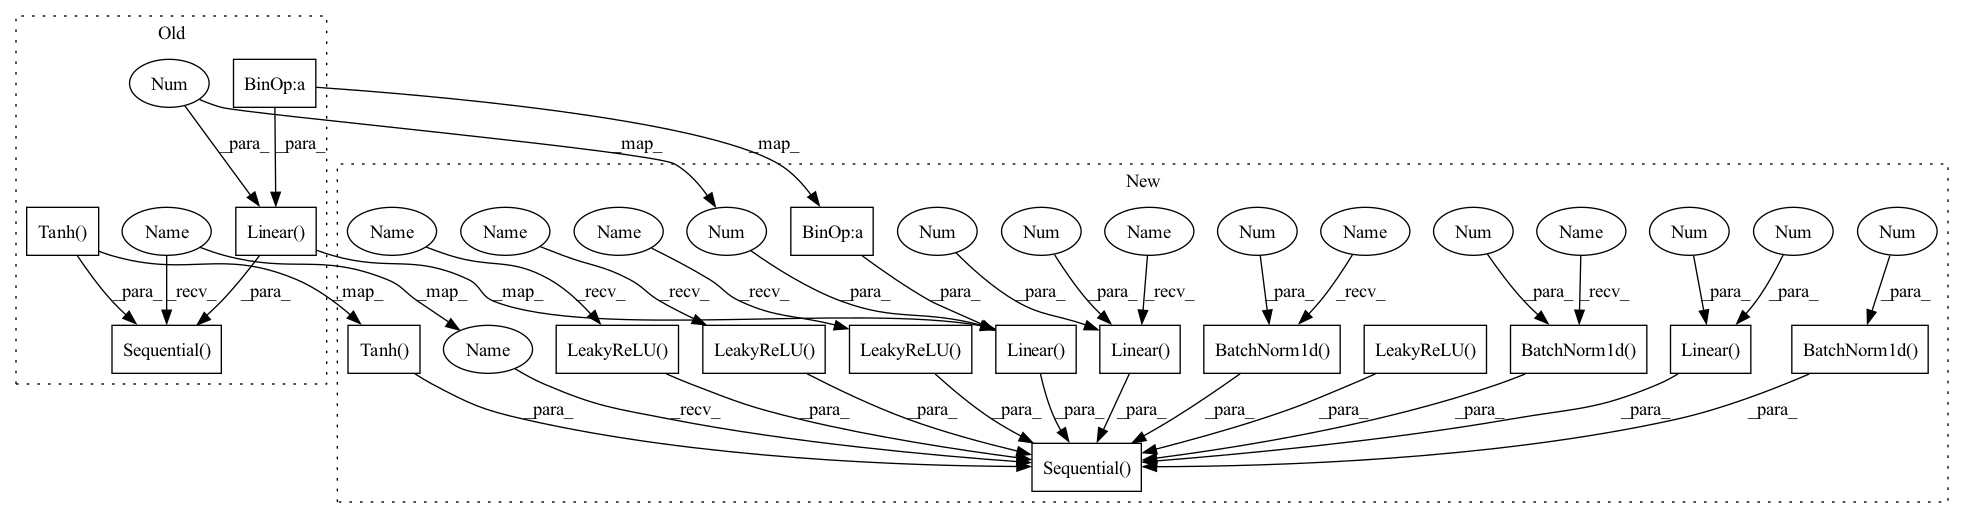 Old
Num
BinOp:a
_para_ _para_ _map_ _map_
New
Tanh() Name Linear() Name Name Name Num BinOp:a Num Num Name Num Name Num Name Num Num Num
_para_ _recv_ _para_ _map_ _map_ _map_ _recv_ _recv_ _recv_ _para_ _para_ _para_ _para_ _recv_ _para_ _recv_ _para_ _recv_ _para_ _para_ _para_
Sequential() Tanh() Name LeakyReLU() LeakyReLU() LeakyReLU() Linear() Linear() BatchNorm1d() LeakyReLU() BatchNorm1d() Linear() BatchNorm1d()
_para_ _recv_ _para_ _para_ _para_ _para_ _para_ _para_ _para_ _para_ _para_ _para_
Sequential()